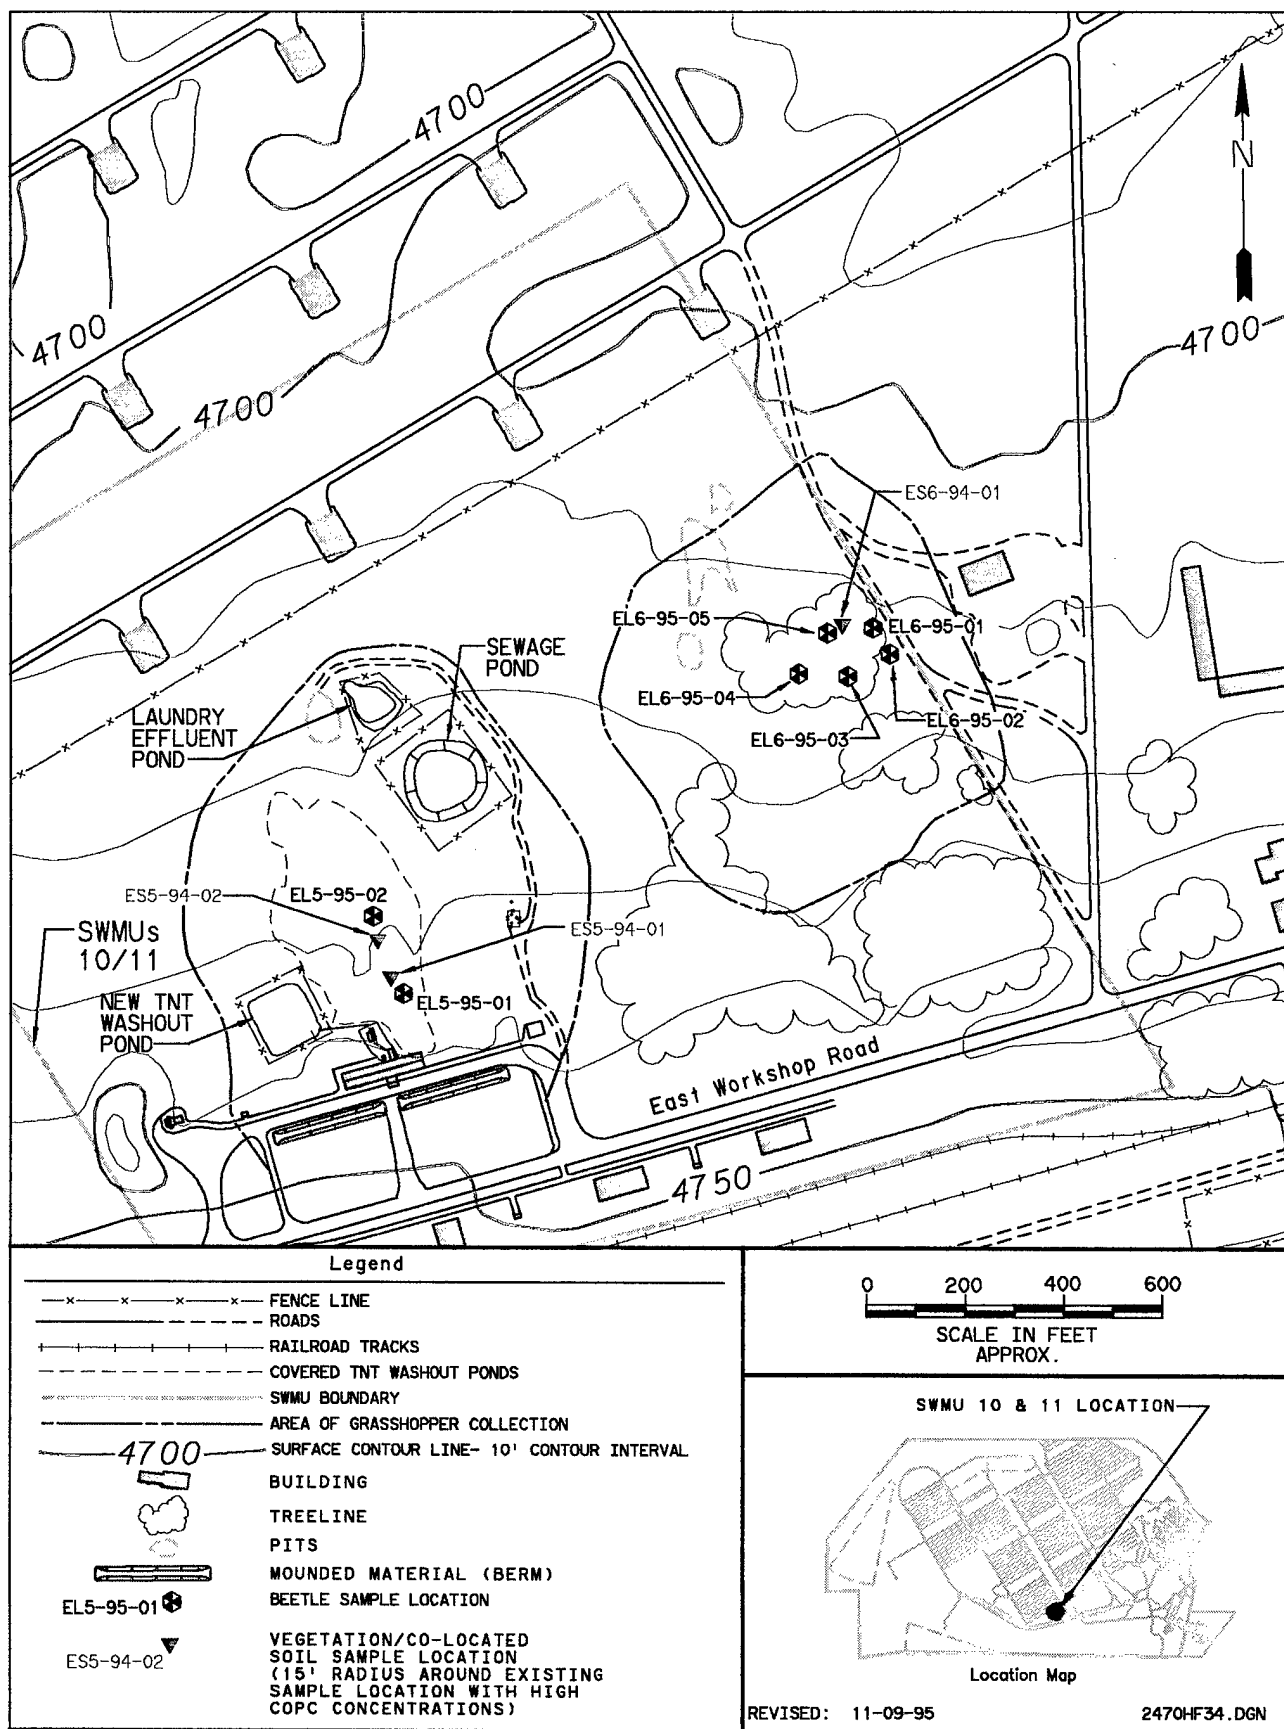 4700
N
4700
4700
4700
ES6-94-01
EL6-95-05
EL6-95-01
SEWAGE
POND
EL6-95-04
LAUNDRY
EFFLUENT
POND
EL6-95-02
EL6-95-03
ES5-94-02
EL5-95-02
ES5-94-01
SWMUs
10/11
NEW TNT
WASHOUT
POND
EL5-95-01
East Workshop Road
4750
Legend
FENCE LINE
ROADS
RAILROAD TRACKS
COVERED TNT WASHOUT PONDS
SWMU BOUNDARY
AREA OF GRASSHOPPER COLLECTION
4700
SURFACE CONTOUR LINE- 10' CONTOUR INTERVAL
BUILDING
TREELINE
PITS
MOUNDED MATERIAL (BERM)
EL5-95-01
BEETLE SAMPLE LOCATION
ES5-94-02
VEGETATION/CO-LOCATED
SOIL SAMPLE LOCATION
(15' RADIUS AROUND EXISTING
SAMPLE LOCATION WITH HIGH
COPC CONCENTRATIONS)
0 200 400 600
SCALE IN FEET
APPROX.
SWMU 10 & 11 LOCATION
Location Map
REVISED: 11-09-95
2470HF34.DGN